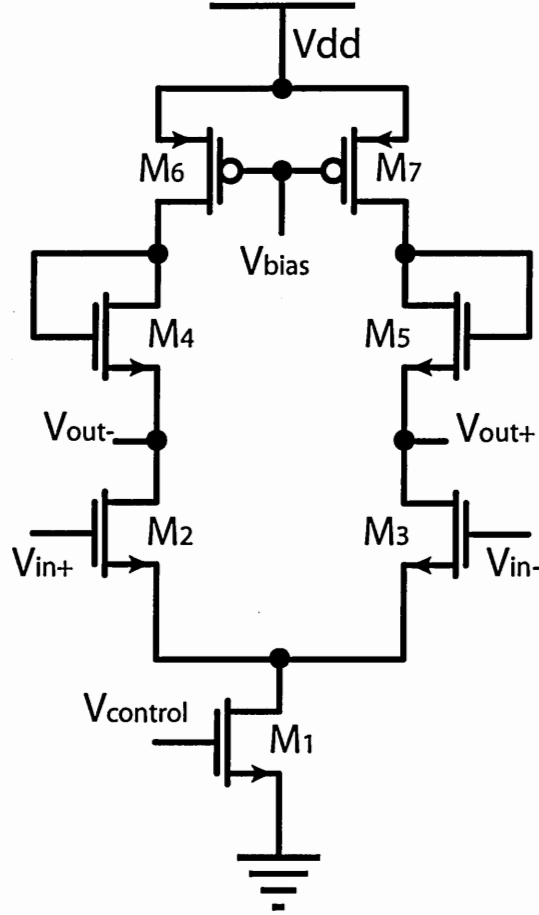 Vdd
M6
M7
Vbias
M4
M5
Vout-
Vout+
M2
M3
Vin+
Vin-
Vcontrol
M1